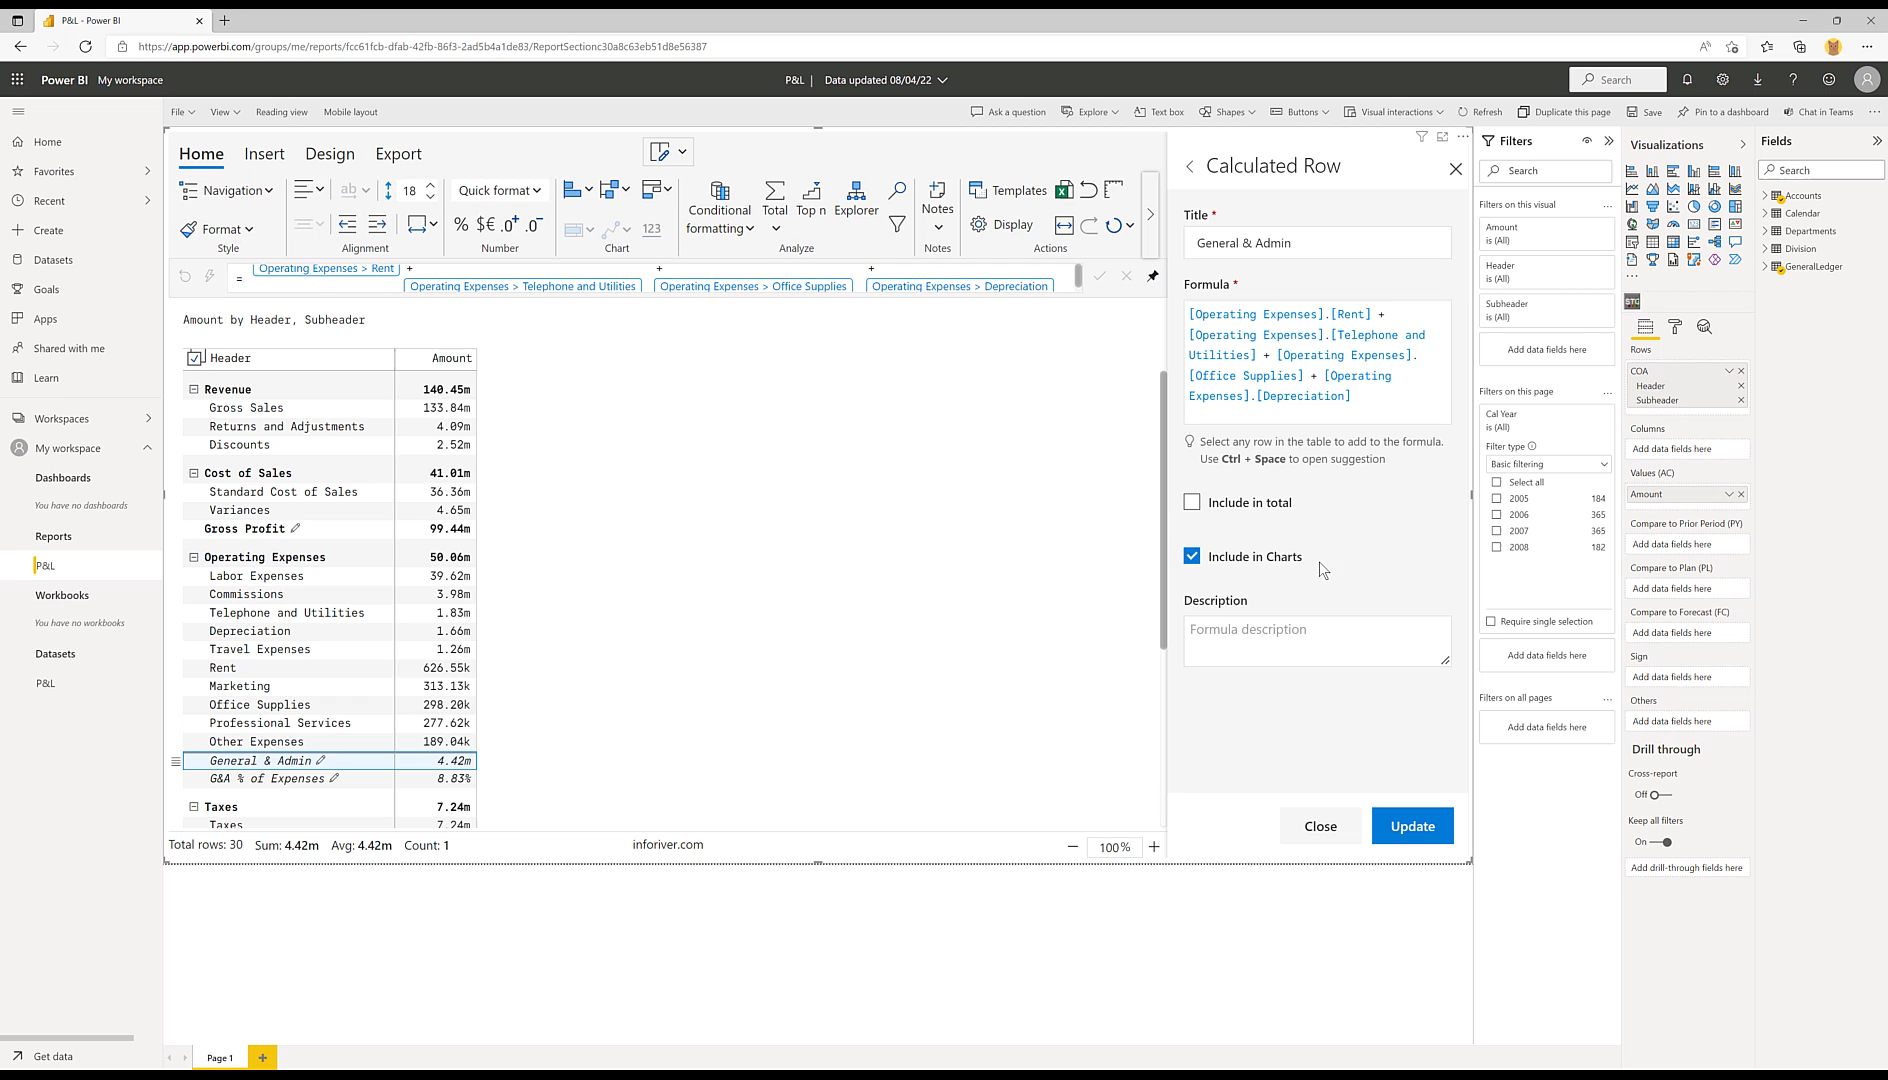 P&L - Power BI
https://app.powerbi.com/groups/me/reports/fcc61fcb-dfab-42fb-86f3-2ad5b4a1de83/ReportSectionc30a8c63eb51d8e56387
Power BI My workspace
P&L | Data updated 08/04/22
Search
File View Reading view Mobile layout
Ask a question Explore Text box Shapes Buttons Visual interactions Refresh Duplicate this page Save Pin to a dashboard Chat in Teams
Home
Favorites
Recent
Create
Datasets
Goals
Apps
Shared with me
Learn
Workspaces
My workspace
Dashboards
You have no dashboards
Reports
P&L
Workbooks
You have no workbooks
Datasets
P&L
Get data
Home Insert Design Export
Navigation
Format
Style
ab
18
Alignment
Quick format
% $€ .0 .0
Number
123
Chart
Conditional formatting
Total
Top n
Explorer
Analyze
Notes
Notes
Templates
Display
Actions
= Operating Expenses > Rent + + +
Operating Expenses > Telephone and Utilities Operating Expenses > Office Supplies Operating Expenses > Depreciation
Amount by Header, Subheader
Header Amount
Revenue 140.45m
Gross Sales 133.84m
Returns and Adjustments 4.09m
Discounts 2.52m
Cost of Sales 41.01m
Standard Cost of Sales 36.36m
Variances 4.65m
Gross Profit 99.44m
Operating Expenses 50.06m
Labor Expenses 39.62m
Commissions 3.98m
Telephone and Utilities 1.83m
Depreciation 1.66m
Travel Expenses 1.26m
Rent 626.55k
Marketing 313.13k
Office Supplies 298.20k
Professional Services 277.62k
Other Expenses 189.04k
General & Admin 4.42m
G&A % of Expenses 8.83%
Taxes 7.24m
Taxes 7.24m
Total rows: 30 Sum: 4.42m Avg: 4.42m Count: 1
inforiver.com
100%
Page 1
Calculated Row
Title *
General & Admin
Formula *
[Operating Expenses].[Rent] +
[Operating Expenses].[Telephone and
Utilities] + [Operating Expenses].
[Office Supplies] + [Operating
Expenses].[Depreciation]
Select any row in the table to add to the formula.
Use Ctrl + Space to open suggestion
Include in total
Include in Charts
Description
Formula description
Close
Update
Filters
Search
Filters on this visual
Amount
is (All)
Header
is (All)
Subheader
is (All)
Add data fields here
Filters on this page
Cal Year
is (All)
Filter type
Basic filtering
Select all
2005 184
2006 365
2007 365
2008 182
Require single selection
Add data fields here
Filters on all pages
Add data fields here
Visualizations
Rows
COA
Header
Subheader
Columns
Add data fields here
Values (AC)
Amount
Compare to Prior Period (PY)
Add data fields here
Compare to Plan (PL)
Add data fields here
Compare to Forecast (FC)
Add data fields here
Sign
Add data fields here
Others
Add data fields here
Drill through
Cross-report
Off
Keep all filters
On
Add drill-through fields here
Fields
Search
Accounts
Calendar
Departments
Division
GeneralLedger